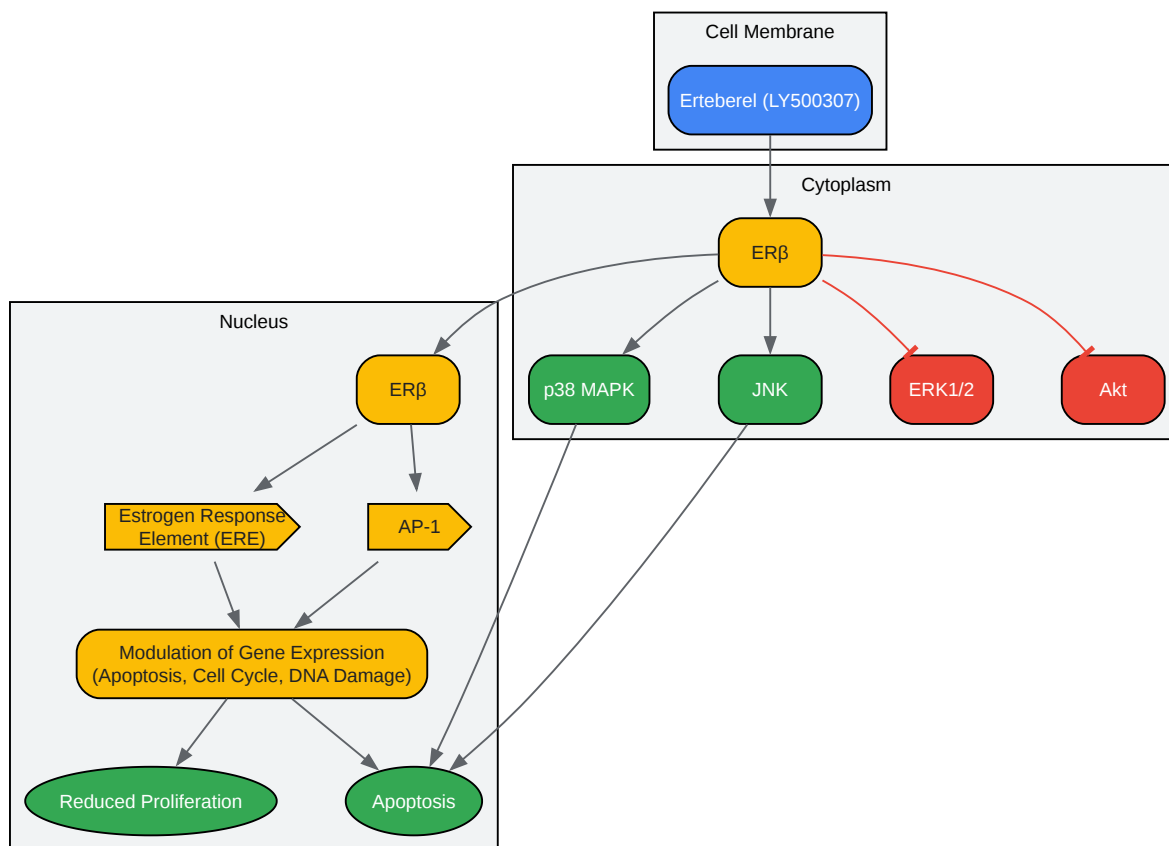 Cell Membrane
Erteberel (LY500307)
Cytoplasm
ERβ
Nucleus
ERβ
p38 MAPK
JNK
ERK1/2
Akt
Estrogen Response
Element (ERE)
AP-1
Modulation of Gene Expression
(Apoptosis, Cell Cycle, DNA Damage)
Reduced Proliferation
Apoptosis